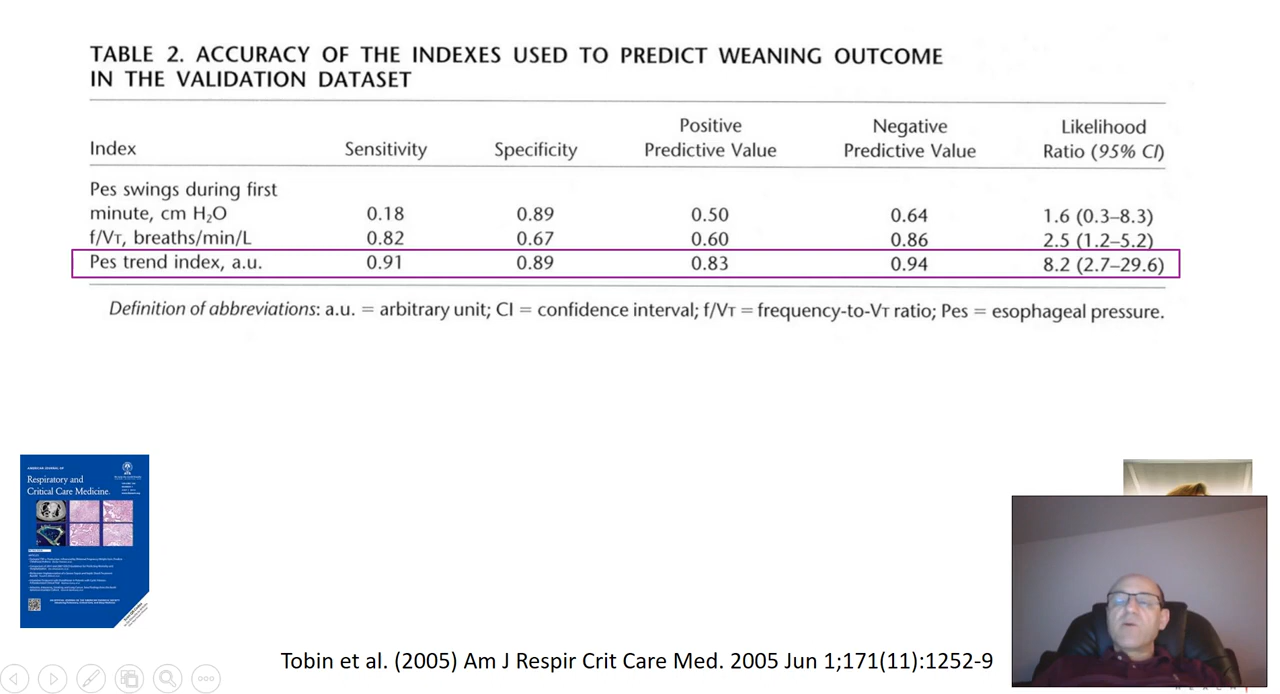 TABLE 2. ACCURACY OF THE INDEXES USED TO PREDICT WEANING OUTCOME
IN THE VALIDATION DATASET
Positive Negative Likelihood
Index Sensitivity Specificity Predictive Value Predictive Value Ratio (95% CI)
Pes swings during first
minute, cm H₂O 0.18 0.89 0.50 0.64 1.6 (0.3–8.3)
f/VT, breaths/min/L 0.82 0.67 0.60 0.86 2.5 (1.2–5.2)
Pes trend index, a.u. 0.91 0.89 0.83 0.94 8.2 (2.7–29.6)
Definition of abbreviations: a.u. = arbitrary unit; CI = confidence interval; f/VT = frequency-to-VT ratio; Pes = esophageal pressure.
AMERICAN JOURNAL OF
Respiratory and
Critical Care Medicine.
Tobin et al. (2005) Am J Respir Crit Care Med. 2005 Jun 1;171(11):1252-9